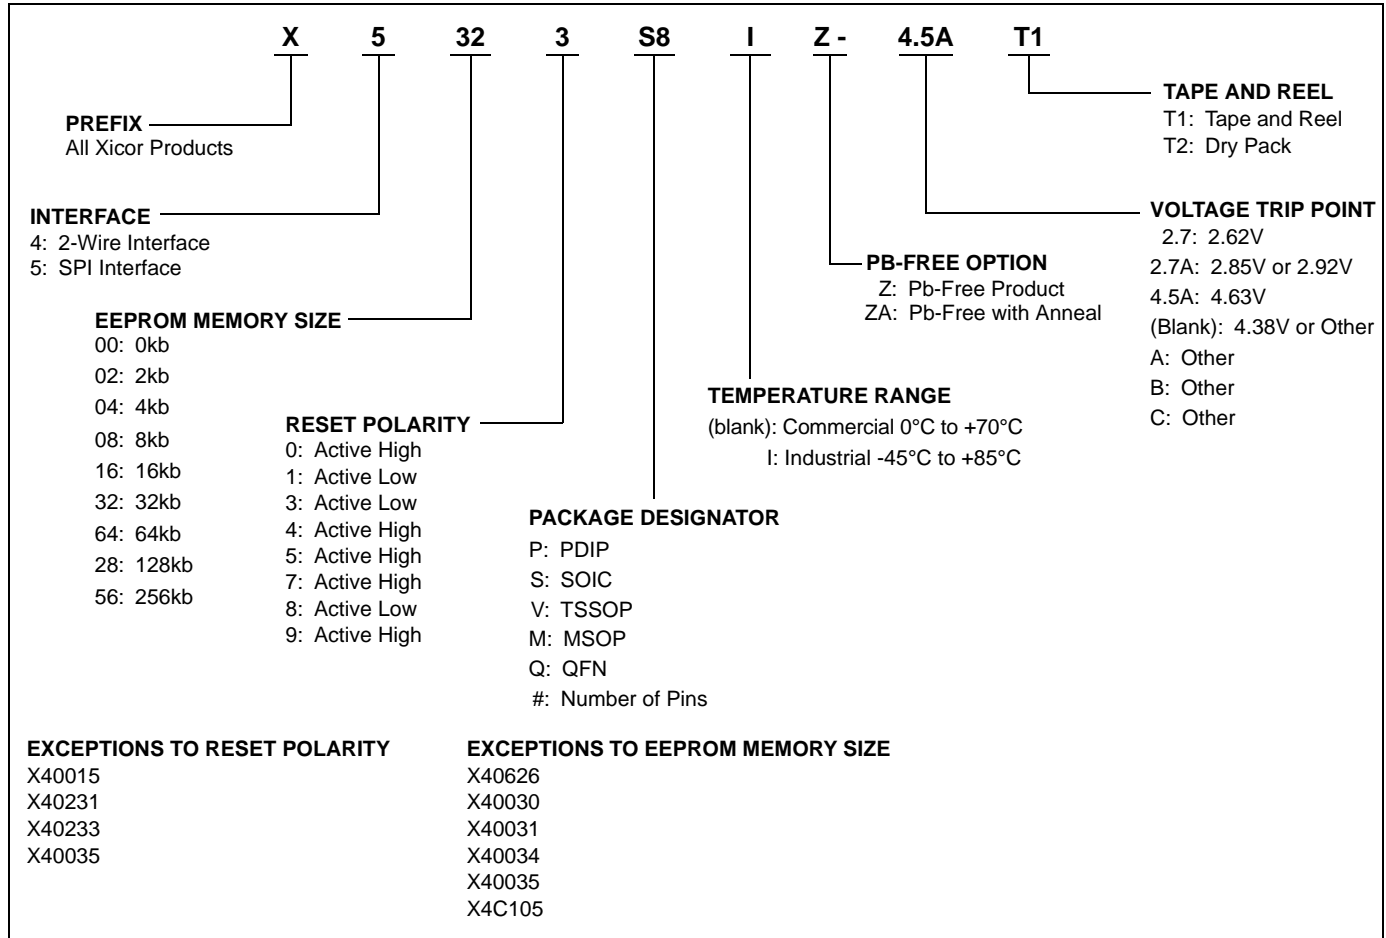 X 5 32 3 S8 I Z - 4.5A T1
PREFIX
All Xicor Products
INTERFACE
4: 2-Wire Interface
5: SPI Interface
EEPROM MEMORY SIZE
00: 0kb
02: 2kb
04: 4kb
08: 8kb
16: 16kb
32: 32kb
64: 64kb
28: 128kb
56: 256kb
RESET POLARITY
0: Active High
1: Active Low
3: Active Low
4: Active High
5: Active High
7: Active High
8: Active Low
9: Active High
PACKAGE DESIGNATOR
P: PDIP
S: SOIC
V: TSSOP
M: MSOP
Q: QFN
#: Number of Pins
TEMPERATURE RANGE
(blank): Commercial 0°C to +70°C
I: Industrial -45°C to +85°C
PB-FREE OPTION
Z: Pb-Free Product
ZA: Pb-Free with Anneal
VOLTAGE TRIP POINT
2.7: 2.62V
2.7A: 2.85V or 2.92V
4.5A: 4.63V
(Blank): 4.38V or Other
A: Other
B: Other
C: Other
TAPE AND REEL
T1: Tape and Reel
T2: Dry Pack
EXCEPTIONS TO RESET POLARITY
X40015
X40231
X40233
X40035
EXCEPTIONS TO EEPROM MEMORY SIZE
X40626
X40030
X40031
X40034
X40035
X4C105